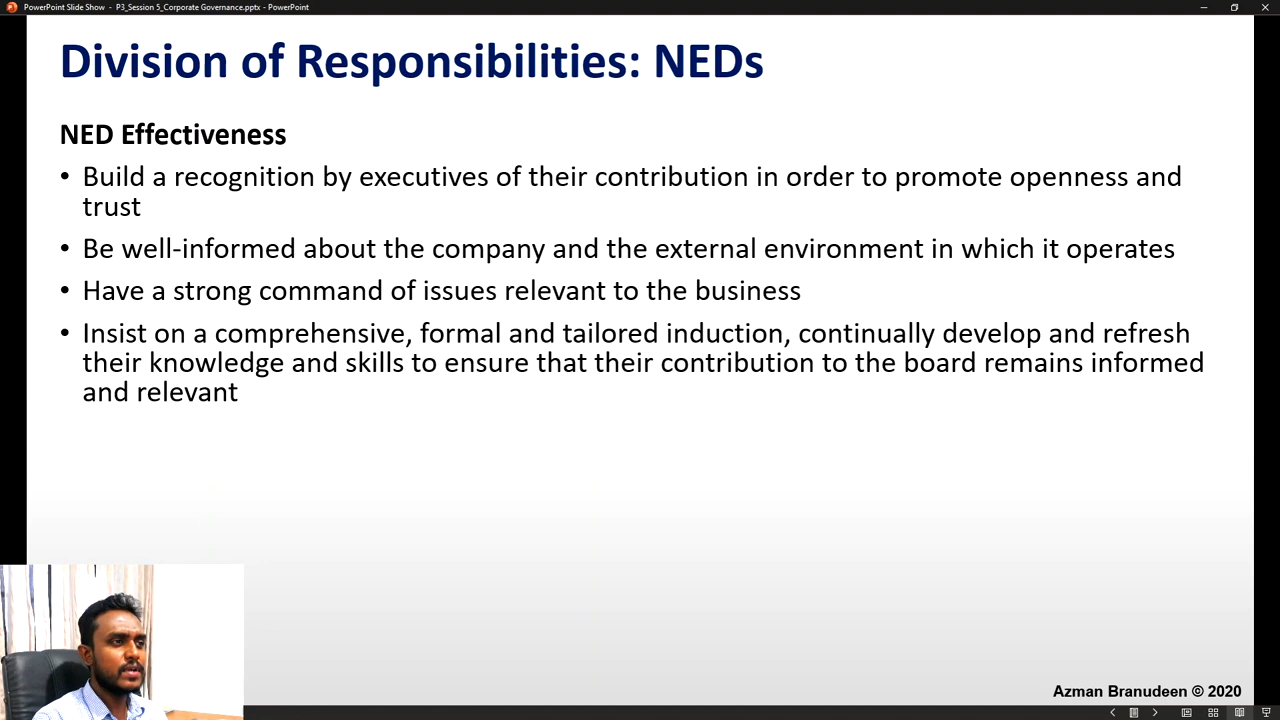 PowerPoint Slide Show - P3_Session 5_Corporate Governance.pptx - PowerPoint
Division of Responsibilities: NEDs
NED Effectiveness
• Build a recognition by executives of their contribution in order to promote openness and
trust
• Be well-informed about the company and the external environment in which it operates
• Have a strong command of issues relevant to the business
• Insist on a comprehensive, formal and tailored induction, continually develop and refresh
their knowledge and skills to ensure that their contribution to the board remains informed
and relevant
Azman Branudeen © 2020